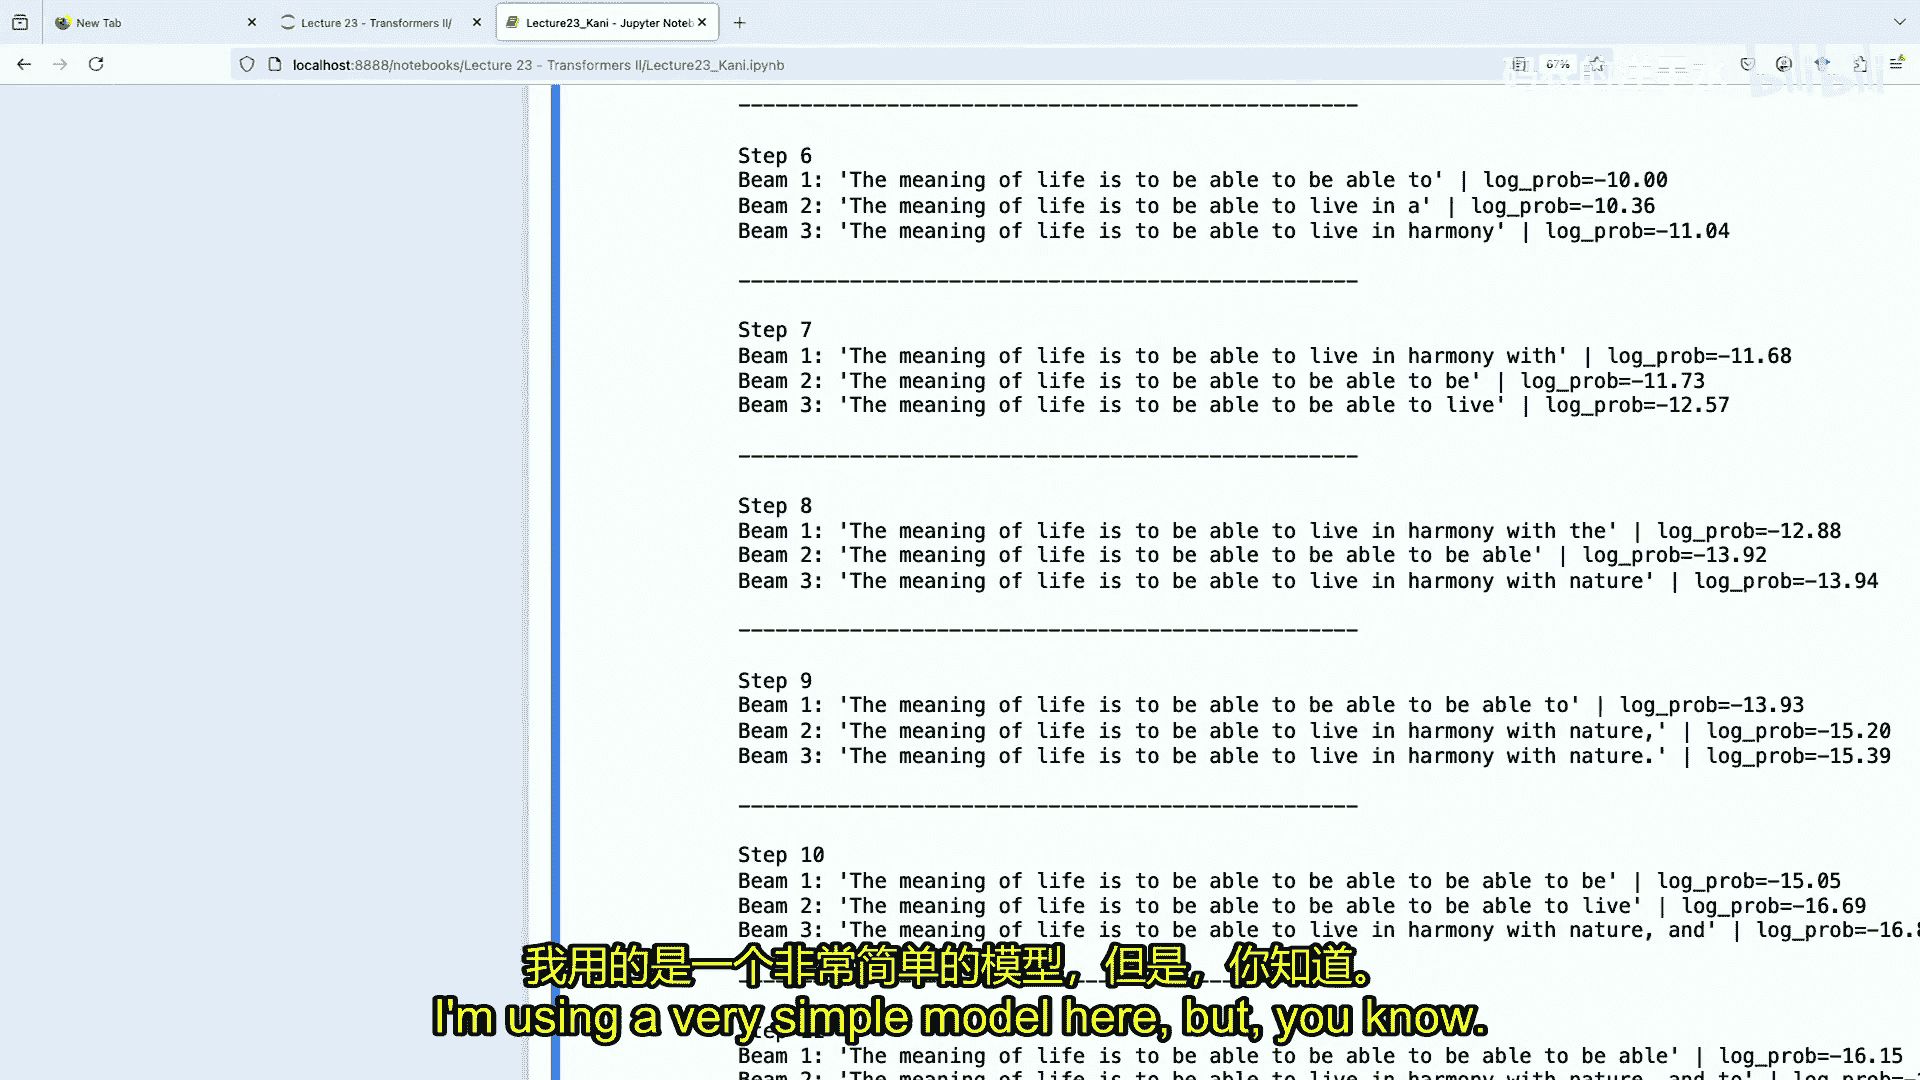 New Tab
Lecture 23 - Transformers II/
Lecture23_Kani - Jupyter Noteb
localhost:8888/notebooks/Lecture 23 - Transformers II/Lecture23_Kani.ipynb
67%
bilibili
Step 6
Beam 1: 'The meaning of life is to be able to be able to' | log_prob=-10.00
Beam 2: 'The meaning of life is to be able to live in a' | log_prob=-10.36
Beam 3: 'The meaning of life is to be able to live in harmony' | log_prob=-11.04
Step 7
Beam 1: 'The meaning of life is to be able to live in harmony with' | log_prob=-11.68
Beam 2: 'The meaning of life is to be able to be able to be' | log_prob=-11.73
Beam 3: 'The meaning of life is to be able to be able to live' | log_prob=-12.57
Step 8
Beam 1: 'The meaning of life is to be able to live in harmony with the' | log_prob=-12.88
Beam 2: 'The meaning of life is to be able to be able to be able' | log_prob=-13.92
Beam 3: 'The meaning of life is to be able to live in harmony with nature' | log_prob=-13.94
Step 9
Beam 1: 'The meaning of life is to be able to be able to be able to' | log_prob=-13.93
Beam 2: 'The meaning of life is to be able to live in harmony with nature,' | log_prob=-15.20
Beam 3: 'The meaning of life is to be able to live in harmony with nature.' | log_prob=-15.39
Step 10
Beam 1: 'The meaning of life is to be able to be able to be able to be' | log_prob=-15.05
Beam 2: 'The meaning of life is to be able to be able to be able to live' | log_prob=-16.69
Beam 3: 'The meaning of life is to be able to live in harmony with nature, and' | log_prob=-16.
我用的是一个非常简单的模型，但是，你知道。
I'm using a very simple model here, but, you know.
Beam 1: 'The meaning of life is to be able to be able to be able to be able' | log_prob=-16.15